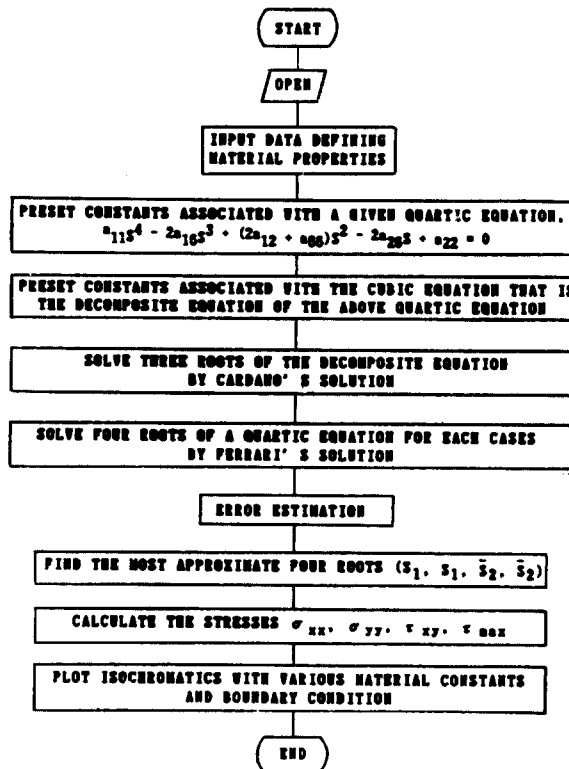 START
OPEN
INPUT DATA DEFINING
MATERIAL PROPERTIES
PRESET CONSTANTS ASSOCIATED WITH A GIVEN QUARTIC EQUATION.
a₁₁S⁴ - 2a₁₆S³ + (2a₁₂ + a₆₆)S² - 2a₂₆S + a₂₂ = 0
PRESET CONSTANTS ASSOCIATED WITH THE CUBIC EQUATION THAT IS
THE DECOMPOSITE EQUATION OF THE ABOVE QUARTIC EQUATION
SOLVE THREE ROOTS OF THE DECOMPOSITE EQUATION
BY CARDANO' S SOLUTION
SOLVE FOUR ROOTS OF A QUARTIC EQUATION FOR EACH CASES
BY FERRARI' S SOLUTION
ERROR ESTIMATION
FIND THE MOST APPROXIMATE FOUR ROOTS (S₁, S₁, S̄₂, S̄₂)
CALCULATE THE STRESSES σxx, σyy, τxy, τmax
PLOT ISOCHROMATICS WITH VARIOUS MATERIAL CONSTANTS
AND BOUNDARY CONDITION
END